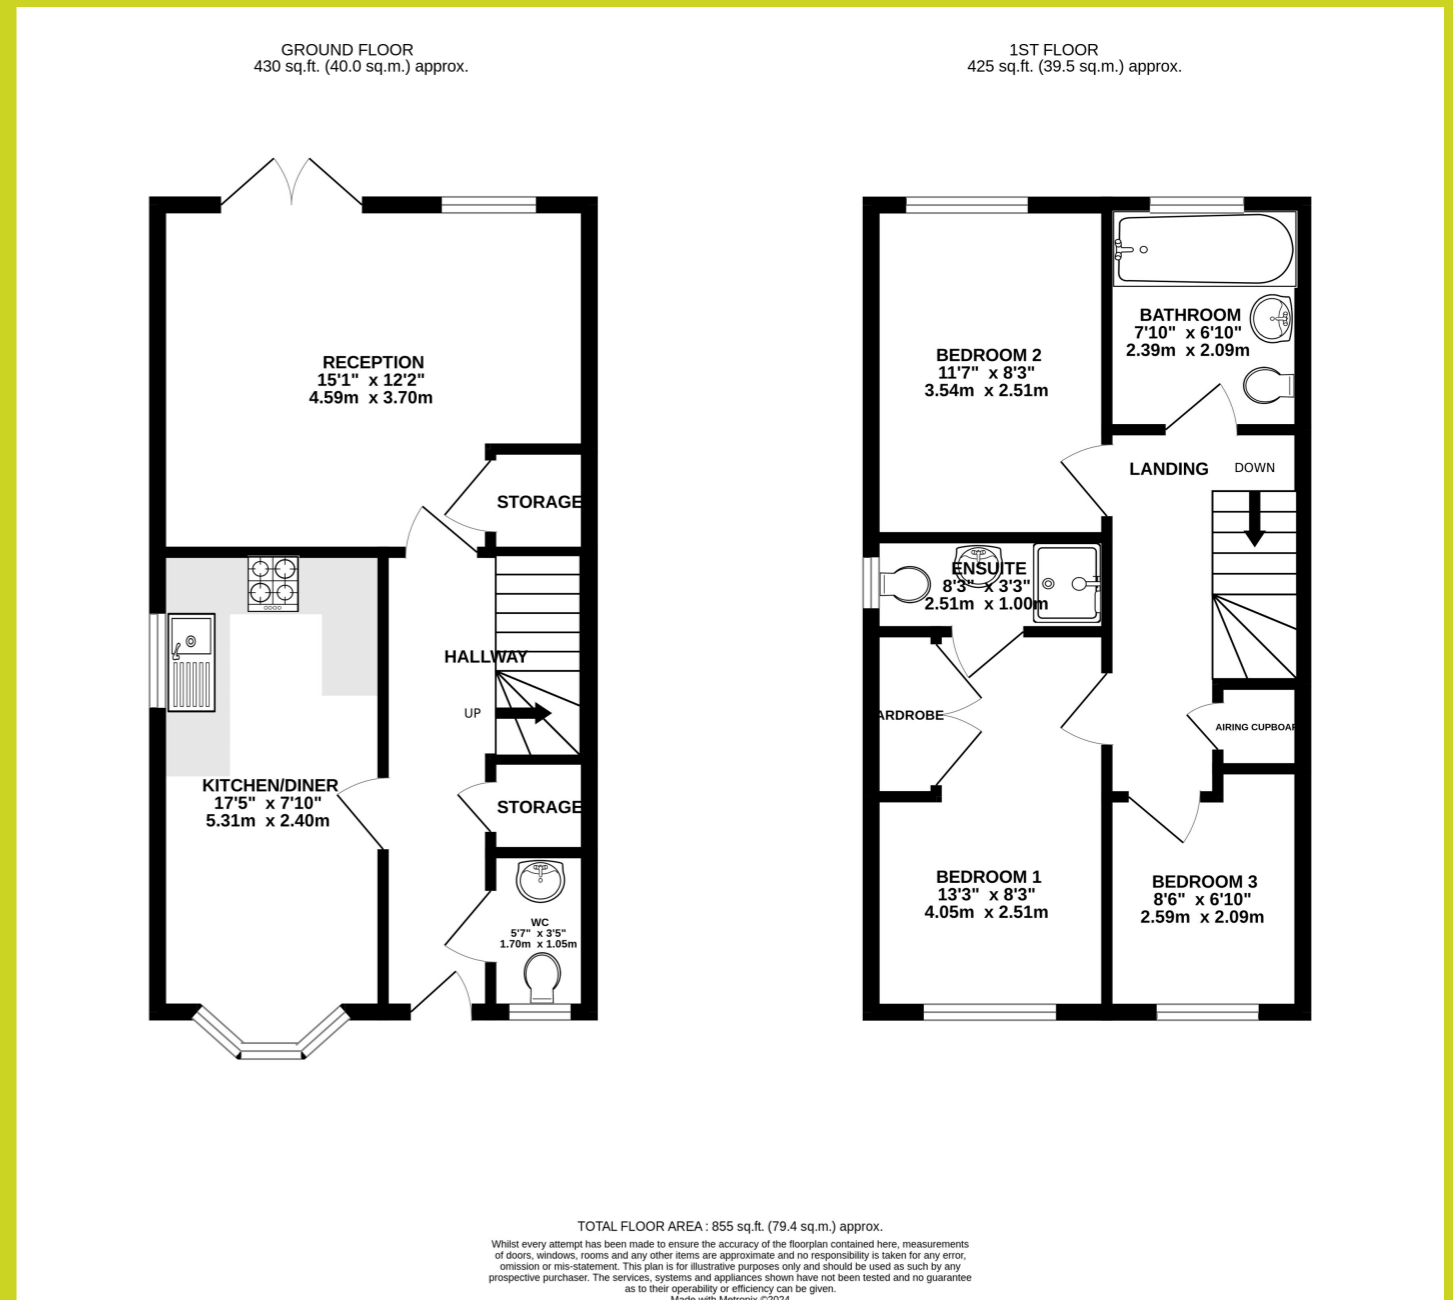 GROUND FLOOR
430 sq.ft. (40.0 sq.m.) approx.
1ST FLOOR
425 sq.ft. (39.5 sq.m.) approx.
RECEPTION
15'1" x 12'2"
4.59m x 3.70m
STORAGE
HALLWAY
UP
KITCHEN/DINER
17'5" x 7'10"
5.31m x 2.40m
STORAGE
WC
5'7" x 3'5"
1.70m x 1.05m
BATHROOM
7'10" x 6'10"
2.39m x 2.09m
BEDROOM 2
11'7" x 8'3"
3.54m x 2.51m
LANDING
DOWN
ENSUITE
8'3" x 3'3"
2.51m x 1.00m
ARDROBE
AIRING CUPBOAR
BEDROOM 1
13'3" x 8'3"
4.05m x 2.51m
BEDROOM 3
8'6" x 6'10"
2.59m x 2.09m
TOTAL FLOOR AREA : 855 sq.ft. (79.4 sq.m.) approx.
Whilst every attempt has been made to ensure the accuracy of the floorplan contained here, measurements
of doors, windows, rooms and any other items are approximate and no responsibility is taken for any error,
omission or mis-statement. This plan is for illustrative purposes only and should be used as such by any
prospective purchaser. The services, systems and appliances shown have not been tested and no guarantee
as to their operability or efficiency can be given.
Made with Metropix ©2024